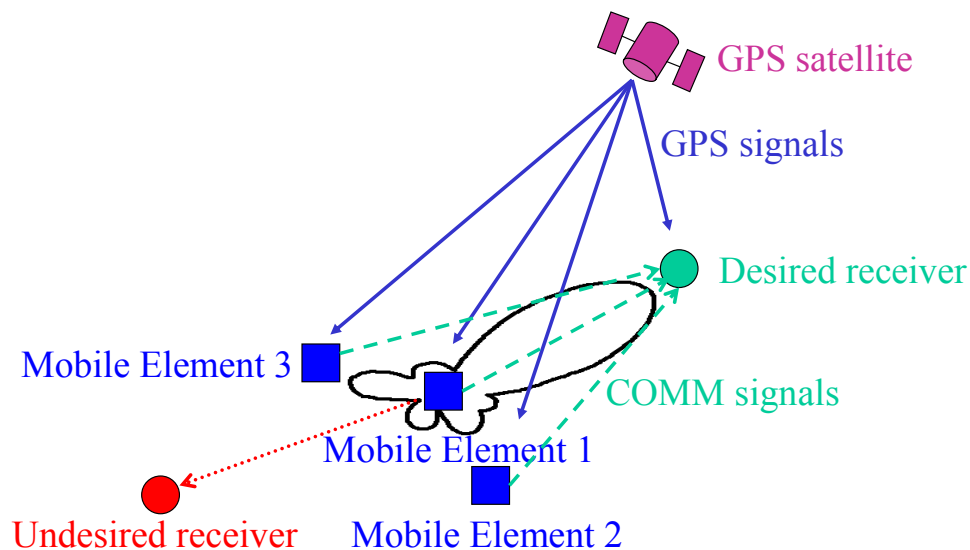 GPS satellite
GPS signals
Desired receiver
Mobile Element 3
COMM signals
Mobile Element 1
Undesired receiver
Mobile Element 2